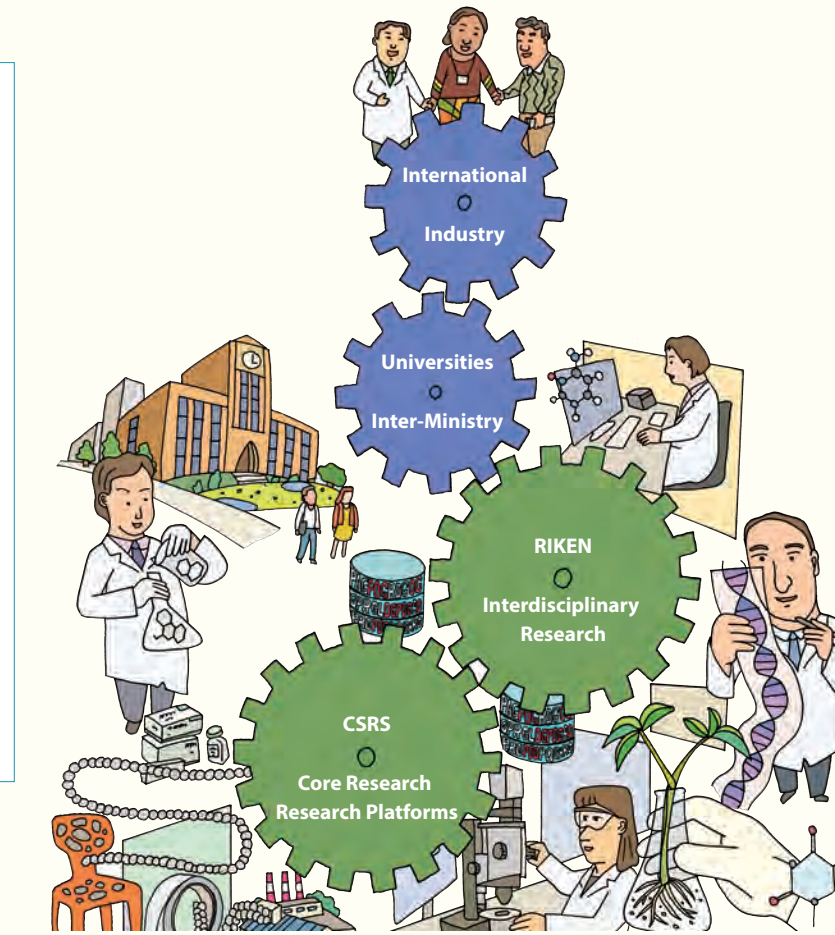 International
Industry
Universities
Inter-Ministry
RIKEN
Interdisciplinary
Research
CSRS
Core Research
Research Platforms